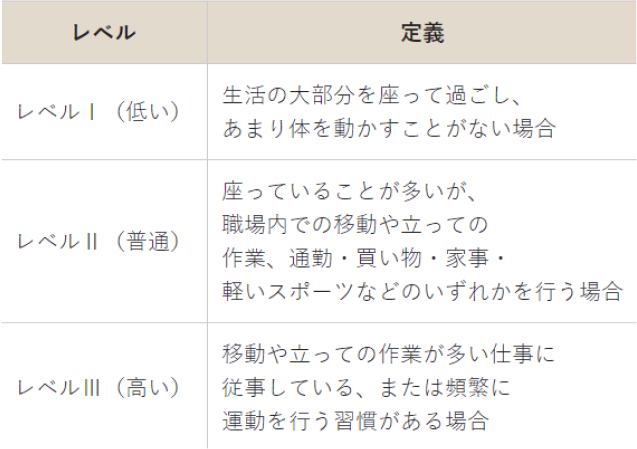 レベル
定義
レベルⅠ（低い）
生活の大部分を座って過ごし、
あまり体を動かすことがない場合
レベルⅡ（普通）
座っていることが多いが、
職場内での移動や立っての
作業、通勤・買い物・家事・
軽いスポーツなどのいずれかを行う場合
レベルⅢ（高い）
移動や立っての作業が多い仕事に
従事している、または頻繁に
運動を行う習慣がある場合